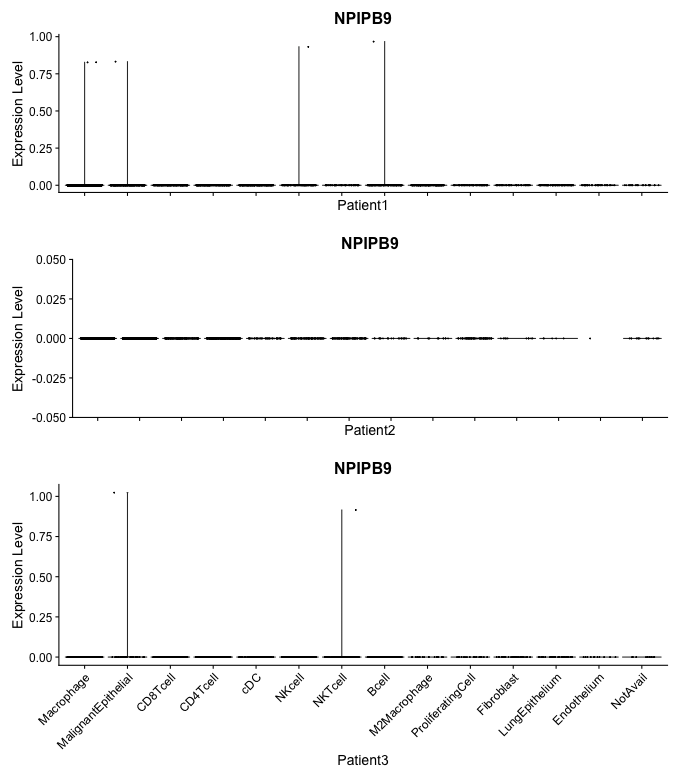 NPIPB9
Expression Level
1.00
0.75
0.50
0.25
0.00
Patient1
NPIPB9
Expression Level
0.050
0.025
0.000
-0.025
-0.050
Patient2
NPIPB9
Expression Level
1.00
0.75
0.50
0.25
0.00
Macrophage
MalignantEpithelial
CD8Tcell
CD4Tcell
cDC
NKcell
NKTcell
Bcell
M2Macrophage
ProliferatingCell
Fibroblast
LungEpithelium
Endothelium
NotAvail
Patient3